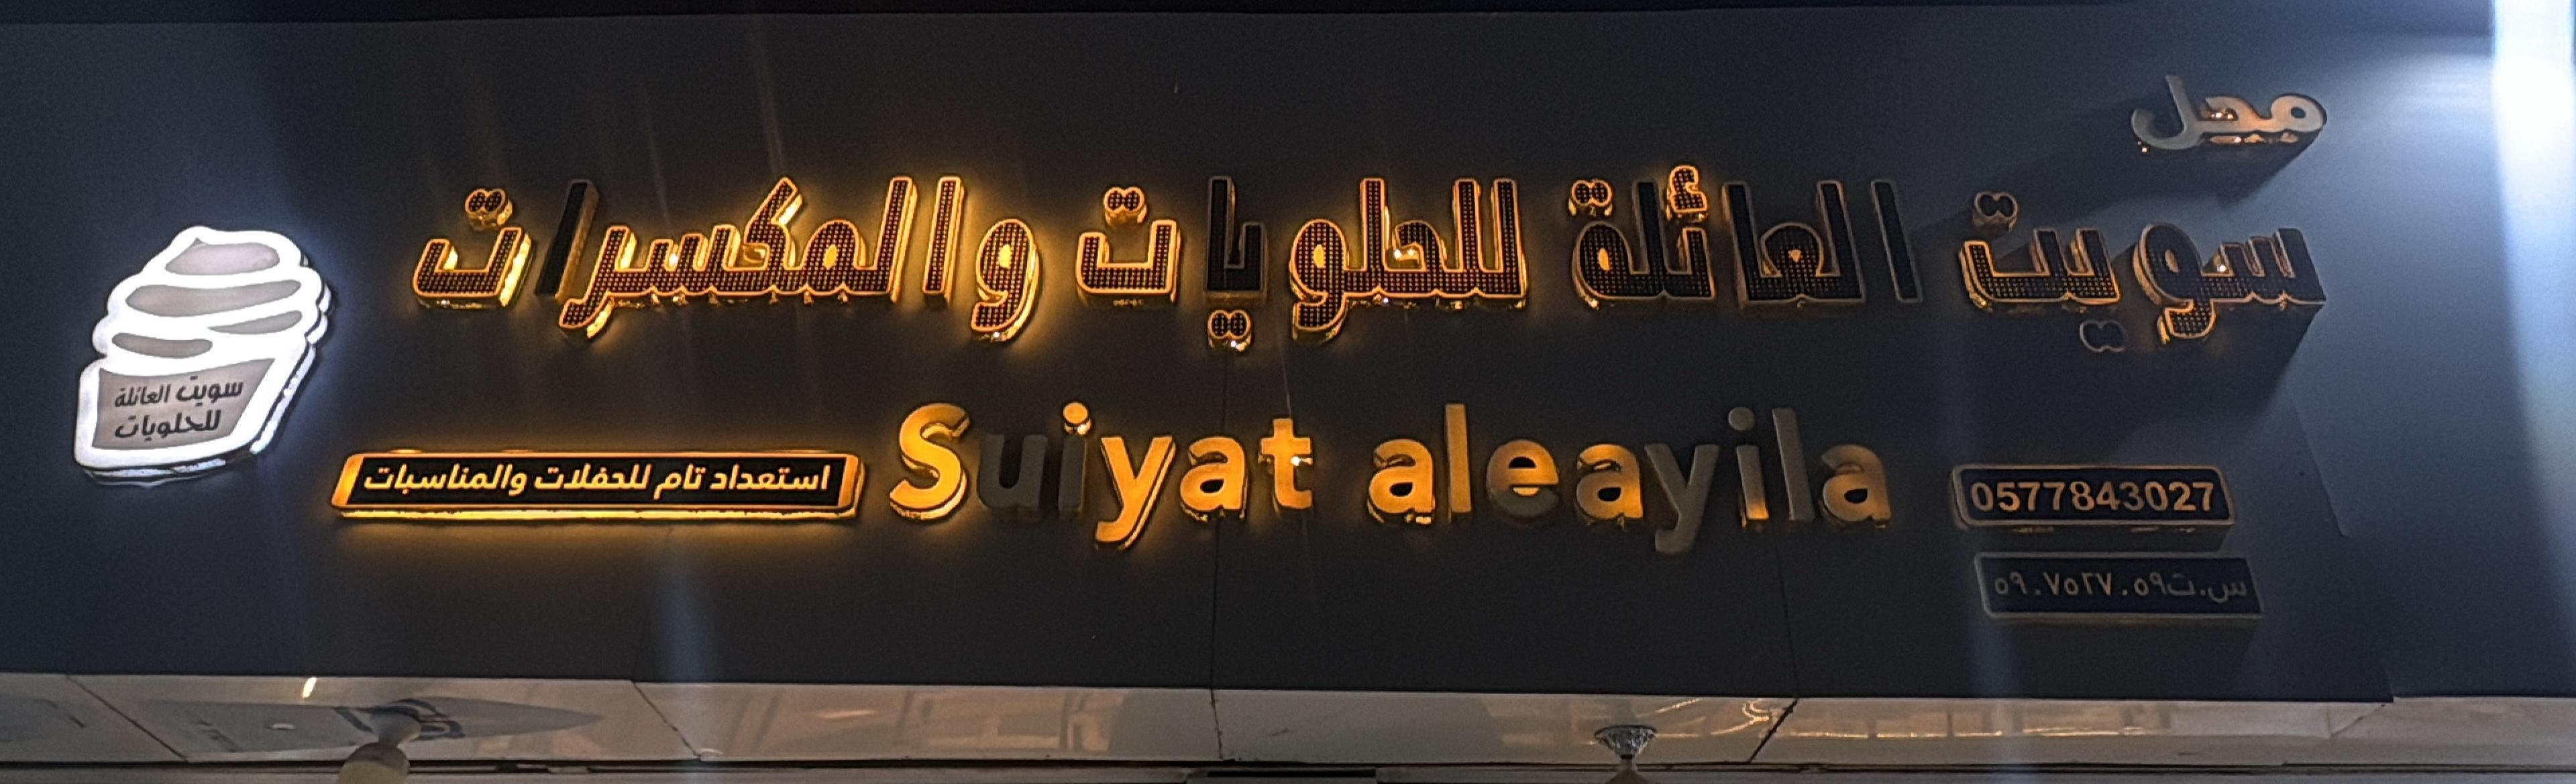 محل
سويت العائلة للحلويات والمكسرات
Suiyat aleayila
استعداد تام للحفلات والمناسبات
0577843027
س.ت٥٩٠٧٥٢٧٠٥٩
سويت العائلة
للحلويات